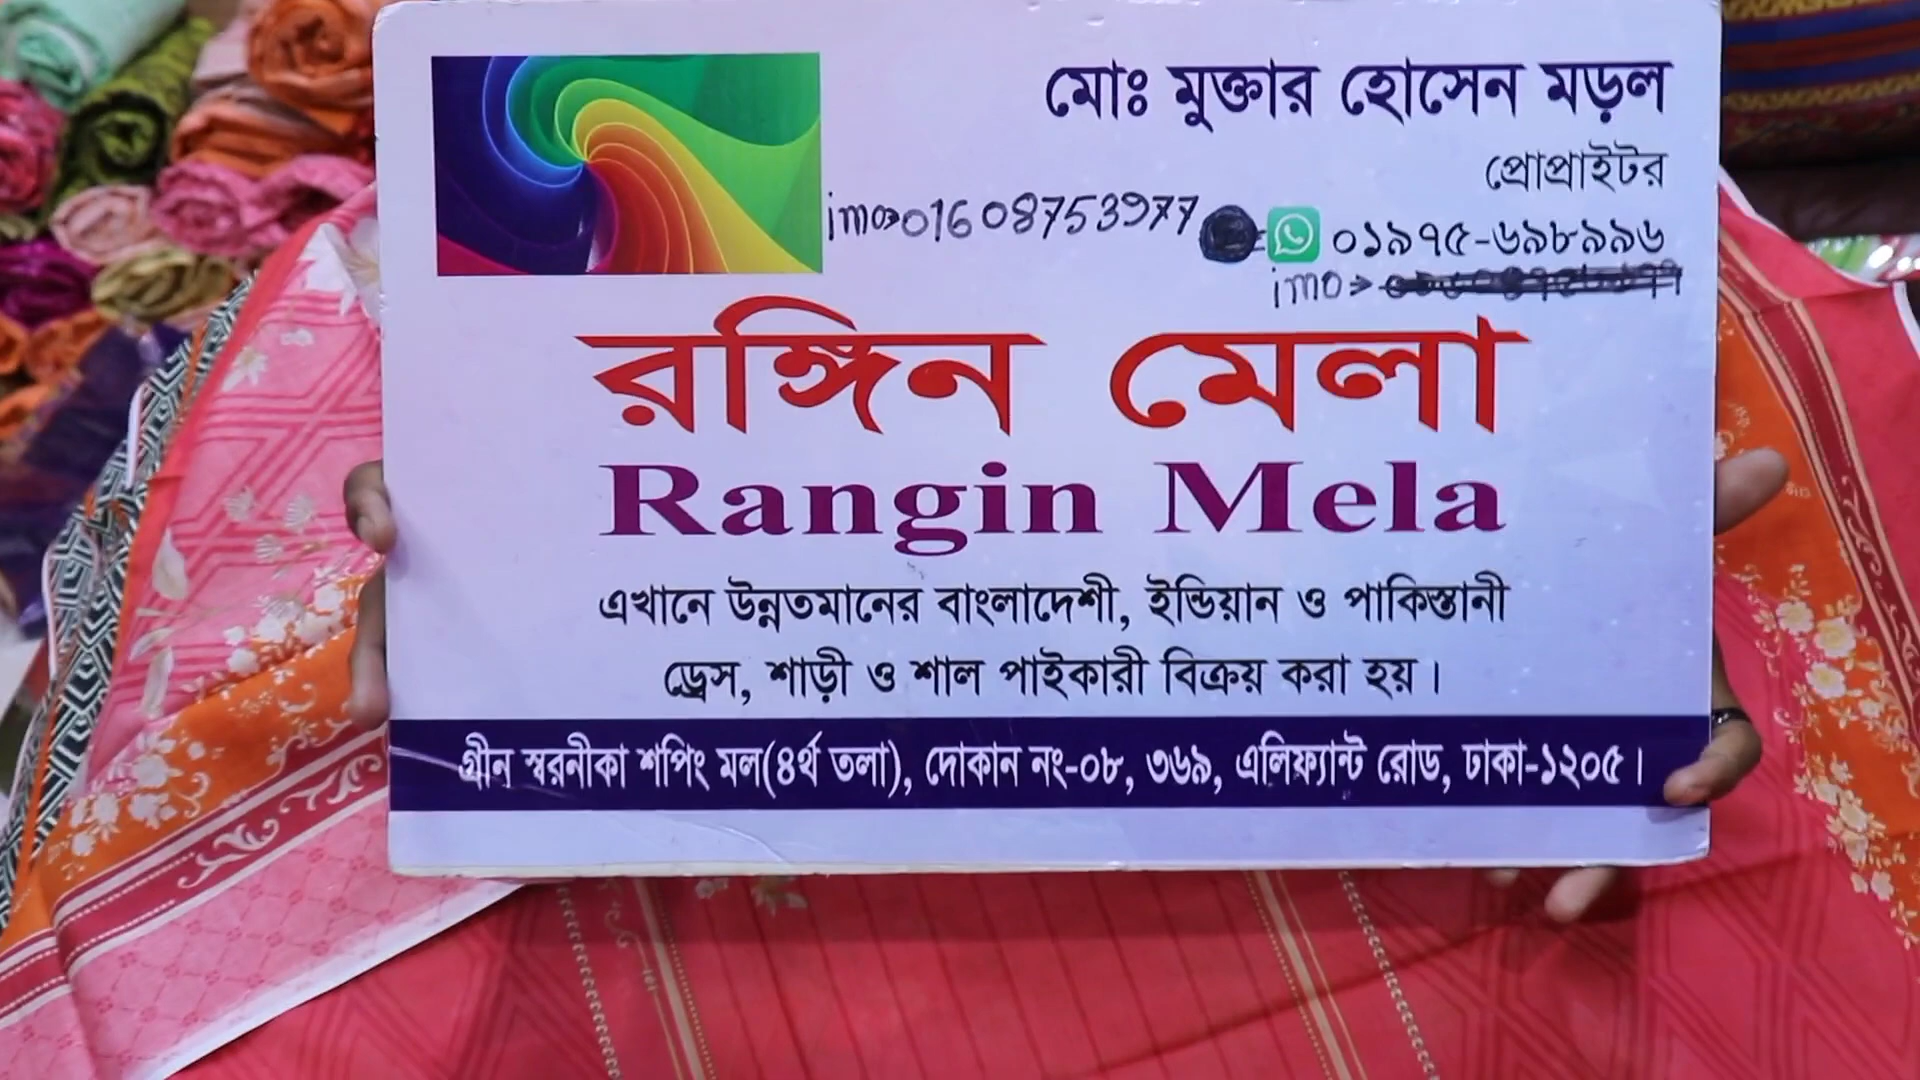 মোঃ মুক্তার হোসেন মড়ল
প্রোপ্রাইটর
imo>01608753977
০১৯৭৫-৬৯৮৯৯৬
imo>
রঙ্গিন মেলা
Rangin Mela
এখানে উন্নতমানের বাংলাদেশী, ইন্ডিয়ান ও পাকিস্তানী
ড্রেস, শাড়ী ও শাল পাইকারী বিক্রয় করা হয়।
গ্রীন স্বরনীকা শপিং মল(৪র্থ তলা), দোকান নং-০৮, ৩৬৯, এলিফ্যান্ট রোড, ঢাকা-১২০৫।